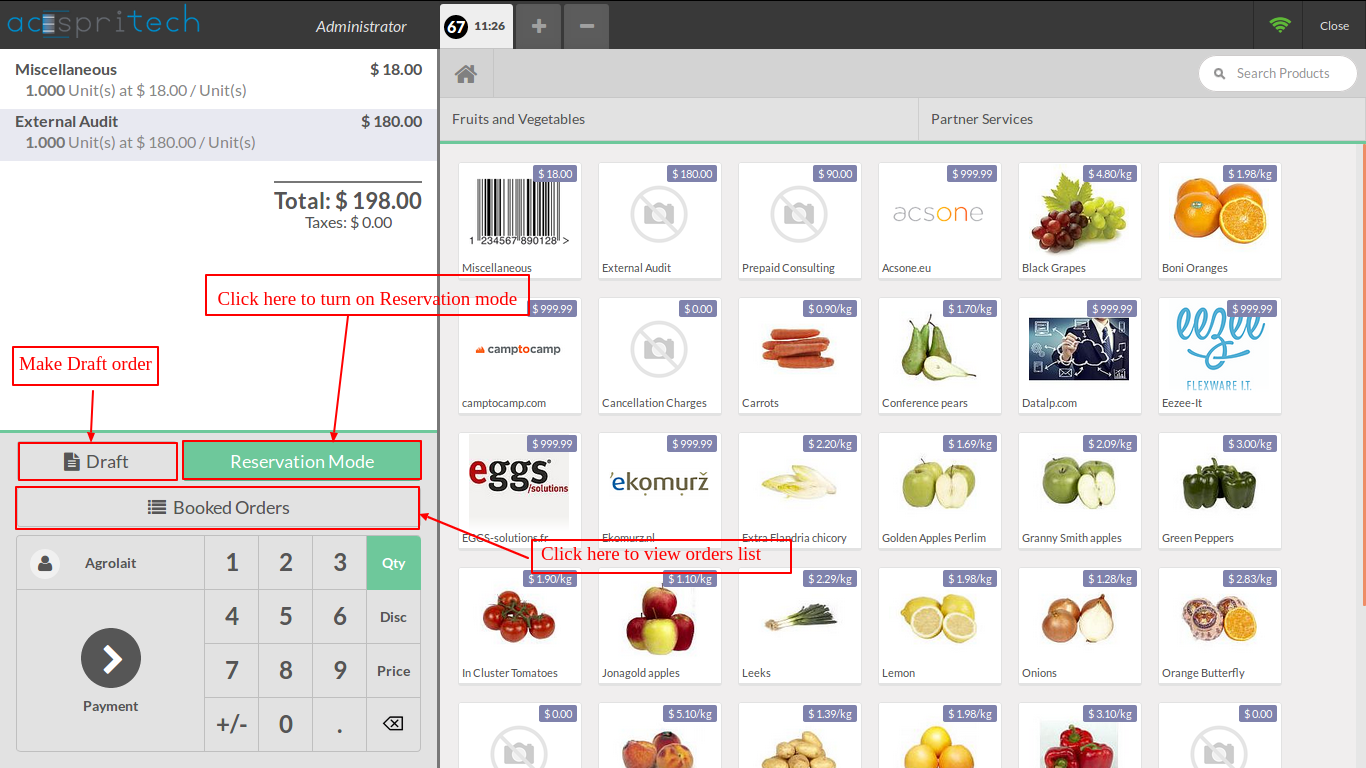 acespritech
Administrator
67 11:26
Close
Miscellaneous $ 18.00
1.000 Unit(s) at $ 18.00 / Unit(s)
External Audit $ 180.00
1.000 Unit(s) at $ 180.00 / Unit(s)
Total: $ 198.00
Taxes: $ 0.00
Click here to turn on Reservation mode
Make Draft order
Draft
Reservation Mode
Booked Orders
Click here to view orders list
Agrolait
1 2 3 Qty
4 5 6 Disc
7 8 9 Price
+/- 0 .
Payment
Search Products
Fruits and Vegetables
Partner Services
$ 18.00
1 234567 890128 >
Miscellaneous
$ 180.00
External Audit
$ 90.00
Prepaid Consulting
$ 999.99
acsone
Acsone.eu
$ 4.80/kg
Black Grapes
$ 1.98/kg
Boni Oranges
$ 999.99
camptocamp
camptocamp.com
$ 0.00
Cancellation Charges
$ 0.90/kg
Carrots
$ 1.70/kg
Conference pears
$ 999.99
Datalp.com
$ 999.99
eezee
FLEXWARE I.T.
Eezee-It
$ 999.99
eggs
/solutions
EGGS-solutions.fr
$ 999.99
'ekomurž
Ekomurz.nl
$ 2.20/kg
Extra Flandria chicory
$ 1.69/kg
Golden Apples Perlim
$ 2.09/kg
Granny Smith apples
$ 3.00/kg
Green Peppers
$ 1.90/kg
In Cluster Tomatoes
$ 1.10/kg
Jonagold apples
$ 2.29/kg
Leeks
$ 1.98/kg
Lemon
$ 1.28/kg
Onions
$ 2.83/kg
Orange Butterfly
$ 0.00
$ 5.10/kg
$ 1.39/kg
$ 1.98/kg
$ 3.10/kg
$ 0.00